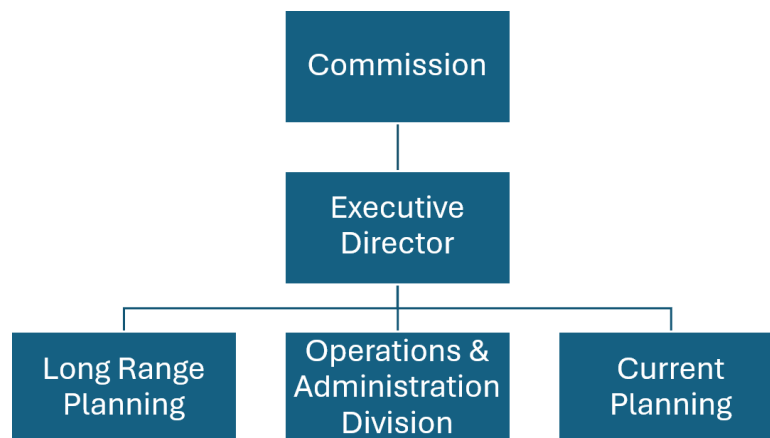 Commission
Executive
Director
Long Range
Planning
Operations &
Administration
Division
Current
Planning